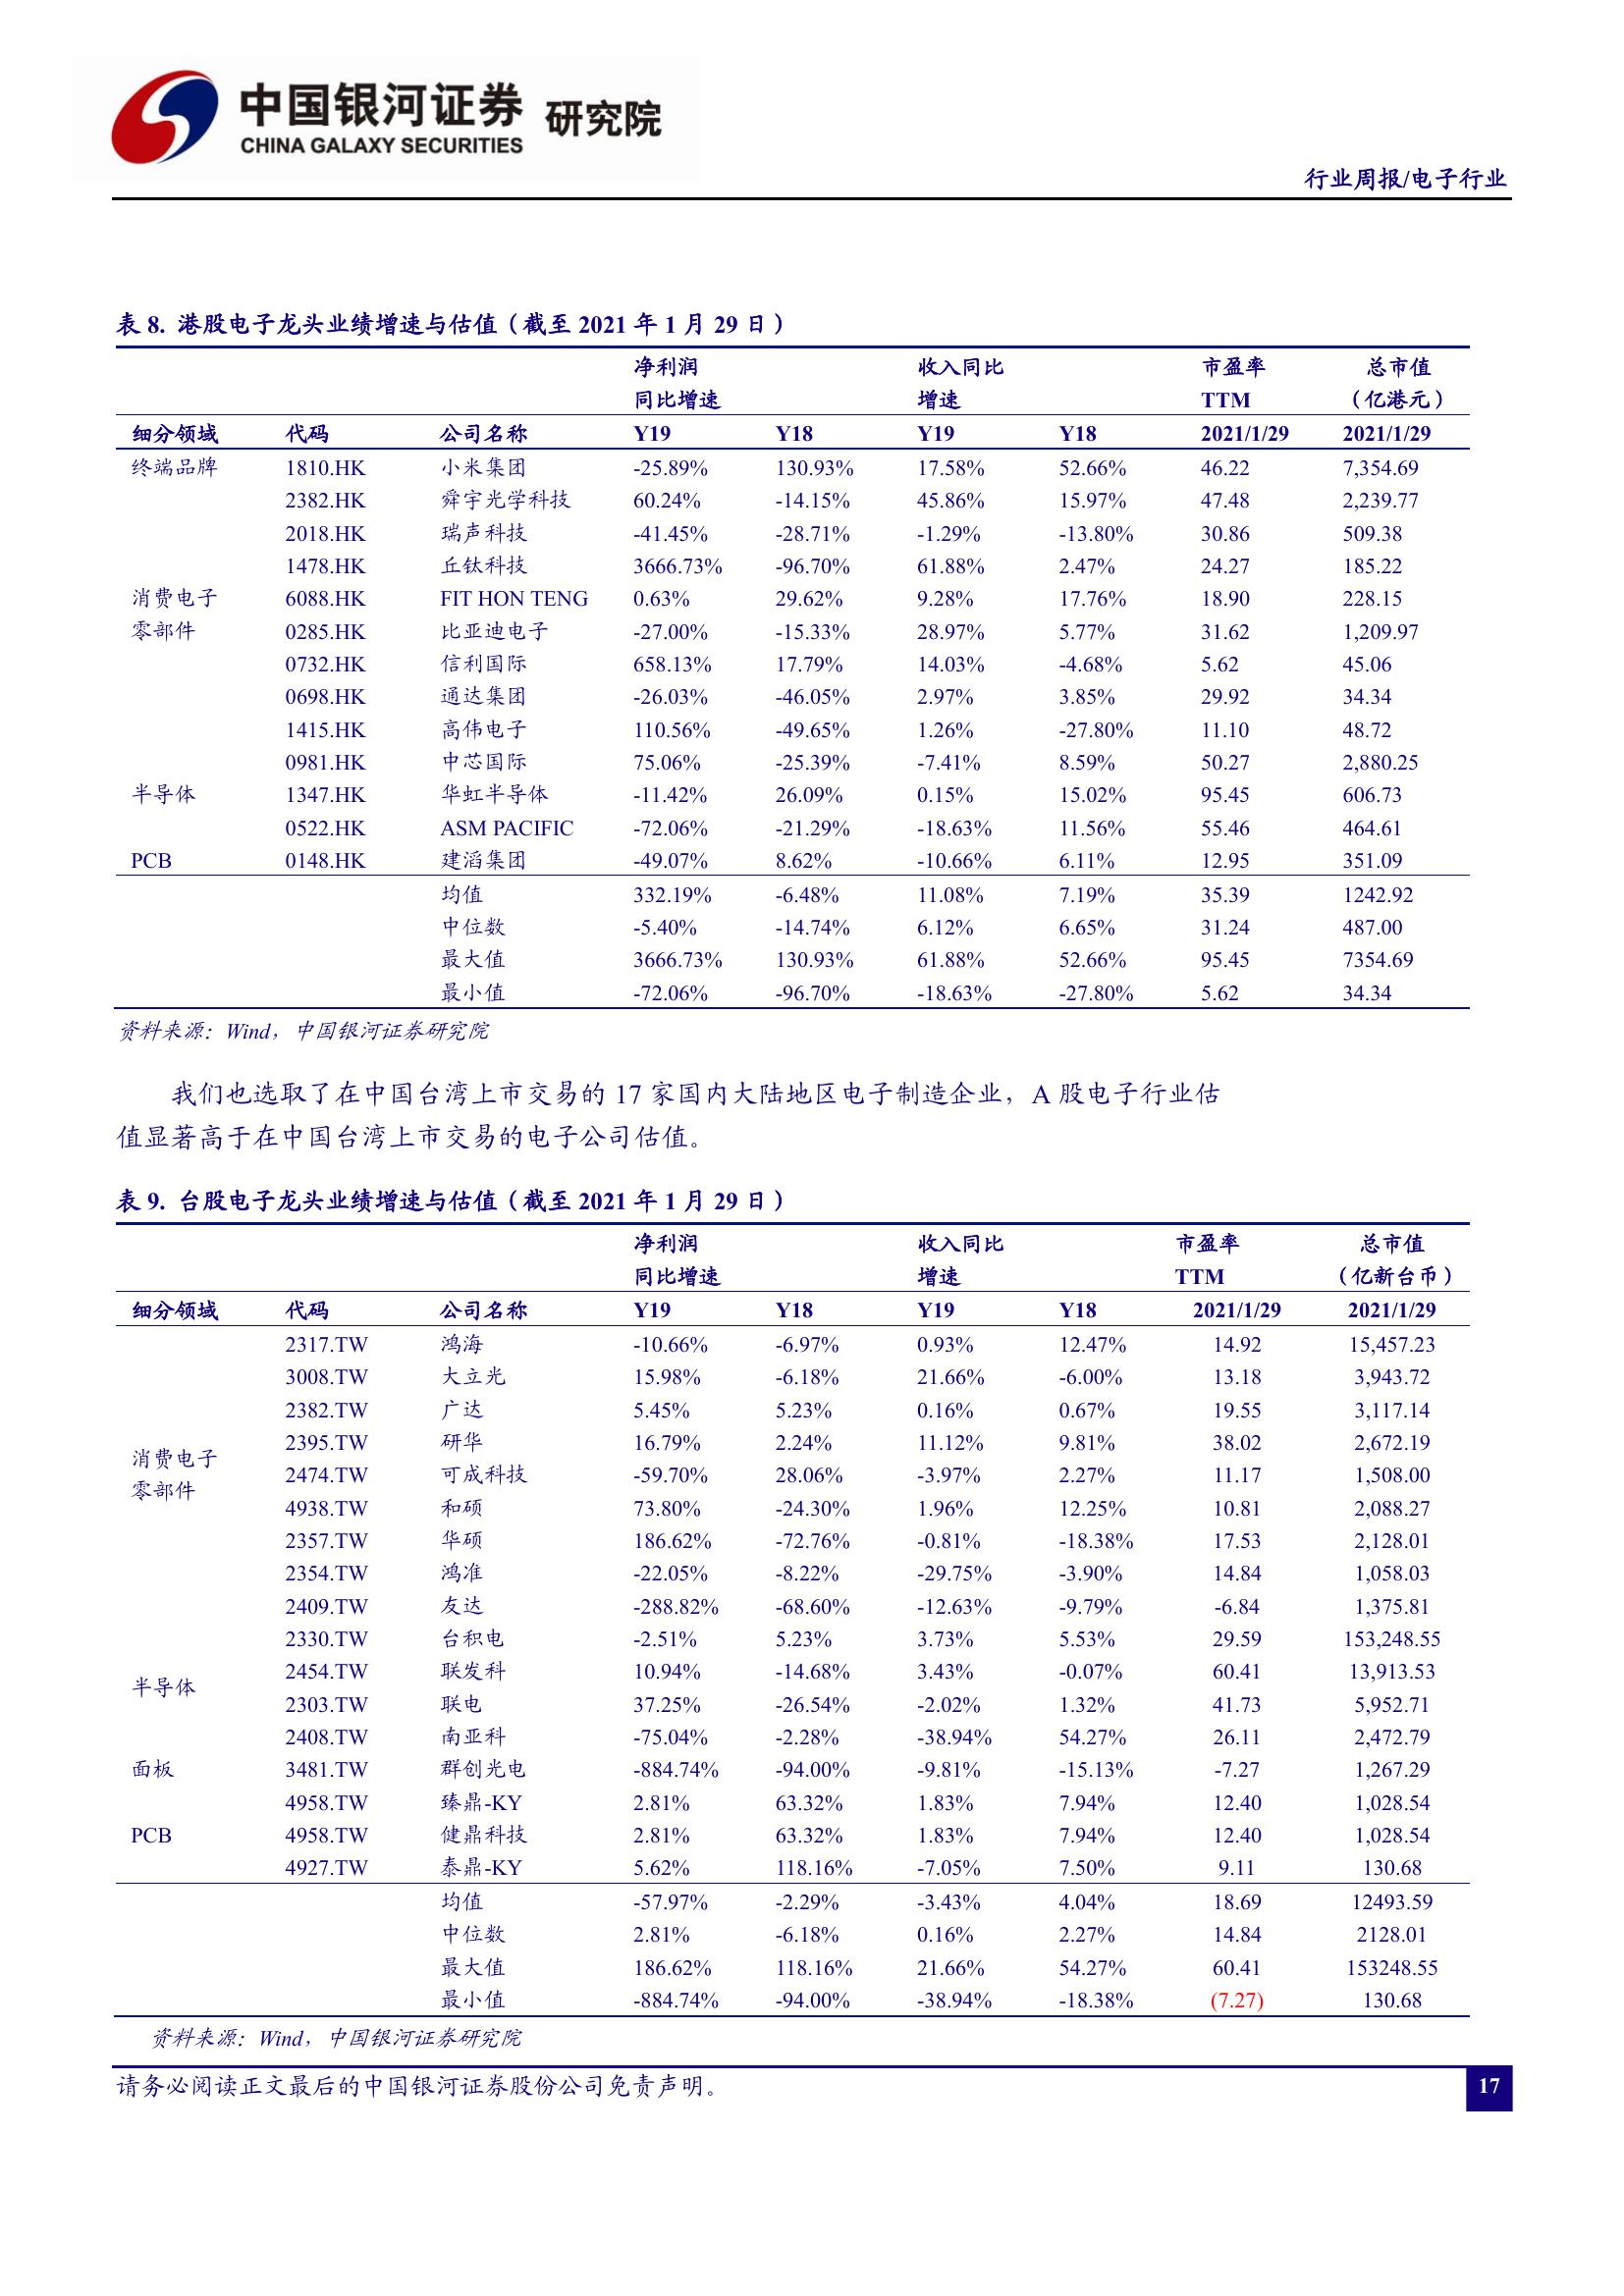 中国银河证券 研究院
CHINA GALAXY SECURITIES
行业周报/电子行业
表 8. 港股电子龙头业绩增速与估值（截至 2021 年 1 月 29 日）
净利润 收入同比 市盈率 总市值
同比增速 增速 TTM （亿港元）
细分领域 代码 公司名称 Y19 Y18 Y19 Y18 2021/1/29 2021/1/29
终端品牌 1810.HK 小米集团 -25.89% 130.93% 17.58% 52.66% 46.22 7,354.69
2382.HK 舜宇光学科技 60.24% -14.15% 45.86% 15.97% 47.48 2,239.77
2018.HK 瑞声科技 -41.45% -28.71% -1.29% -13.80% 30.86 509.38
1478.HK 丘钛科技 3666.73% -96.70% 61.88% 2.47% 24.27 185.22
消费电子 6088.HK FIT HON TENG 0.63% 29.62% 9.28% 17.76% 18.90 228.15
零部件 0285.HK 比亚迪电子 -27.00% -15.33% 28.97% 5.77% 31.62 1,209.97
0732.HK 信利国际 658.13% 17.79% 14.03% -4.68% 5.62 45.06
0698.HK 通达集团 -26.03% -46.05% 2.97% 3.85% 29.92 34.34
1415.HK 高伟电子 110.56% -49.65% 1.26% -27.80% 11.10 48.72
0981.HK 中芯国际 75.06% -25.39% -7.41% 8.59% 50.27 2,880.25
半导体 1347.HK 华虹半导体 -11.42% 26.09% 0.15% 15.02% 95.45 606.73
0522.HK ASM PACIFIC -72.06% -21.29% -18.63% 11.56% 55.46 464.61
PCB 0148.HK 建滔集团 -49.07% 8.62% -10.66% 6.11% 12.95 351.09
均值 332.19% -6.48% 11.08% 7.19% 35.39 1242.92
中位数 -5.40% -14.74% 6.12% 6.65% 31.24 487.00
最大值 3666.73% 130.93% 61.88% 52.66% 95.45 7354.69
最小值 -72.06% -96.70% -18.63% -27.80% 5.62 34.34
资料来源：Wind，中国银河证券研究院
我们也选取了在中国台湾上市交易的 17 家国内大陆地区电子制造企业，A 股电子行业估
值显著高于在中国台湾上市交易的电子公司估值。
表 9. 台股电子龙头业绩增速与估值（截至 2021 年 1 月 29 日）
净利润 收入同比 市盈率 总市值
同比增速 增速 TTM （亿新台币）
细分领域 代码 公司名称 Y19 Y18 Y19 Y18 2021/1/29 2021/1/29
2317.TW 鸿海 -10.66% -6.97% 0.93% 12.47% 14.92 15,457.23
3008.TW 大立光 15.98% -6.18% 21.66% -6.00% 13.18 3,943.72
2382.TW 广达 5.45% 5.23% 0.16% 0.67% 19.55 3,117.14
2395.TW 研华 16.79% 2.24% 11.12% 9.81% 38.02 2,672.19
消费电子
2474.TW 可成科技 -59.70% 28.06% -3.97% 2.27% 11.17 1,508.00
零部件
4938.TW 和硕 73.80% -24.30% 1.96% 12.25% 10.81 2,088.27
2357.TW 华硕 186.62% -72.76% -0.81% -18.38% 17.53 2,128.01
2354.TW 鸿准 -22.05% -8.22% -29.75% -3.90% 14.84 1,058.03
2409.TW 友达 -288.82% -68.60% -12.63% -9.79% -6.84 1,375.81
2330.TW 台积电 -2.51% 5.23% 3.73% 5.53% 29.59 153,248.55
2454.TW 联发科 10.94% -14.68% 3.43% -0.07% 60.41 13,913.53
半导体
2303.TW 联电 37.25% -26.54% -2.02% 1.32% 41.73 5,952.71
2408.TW 南亚科 -75.04% -2.28% -38.94% 54.27% 26.11 2,472.79
面板 3481.TW 群创光电 -884.74% -94.00% -9.81% -15.13% -7.27 1,267.29
4958.TW 臻鼎-KY 2.81% 63.32% 1.83% 7.94% 12.40 1,028.54
PCB 4958.TW 健鼎科技 2.81% 63.32% 1.83% 7.94% 12.40 1,028.54
4927.TW 泰鼎-KY 5.62% 118.16% -7.05% 7.50% 9.11 130.68
均值 -57.97% -2.29% -3.43% 4.04% 18.69 12493.59
中位数 2.81% -6.18% 0.16% 2.27% 14.84 2128.01
最大值 186.62% 118.16% 21.66% 54.27% 60.41 153248.55
最小值 -884.74% -94.00% -38.94% -18.38% (7.27) 130.68
资料来源：Wind，中国银河证券研究院
请务必阅读正文最后的中国银河证券股份公司免责声明。
17